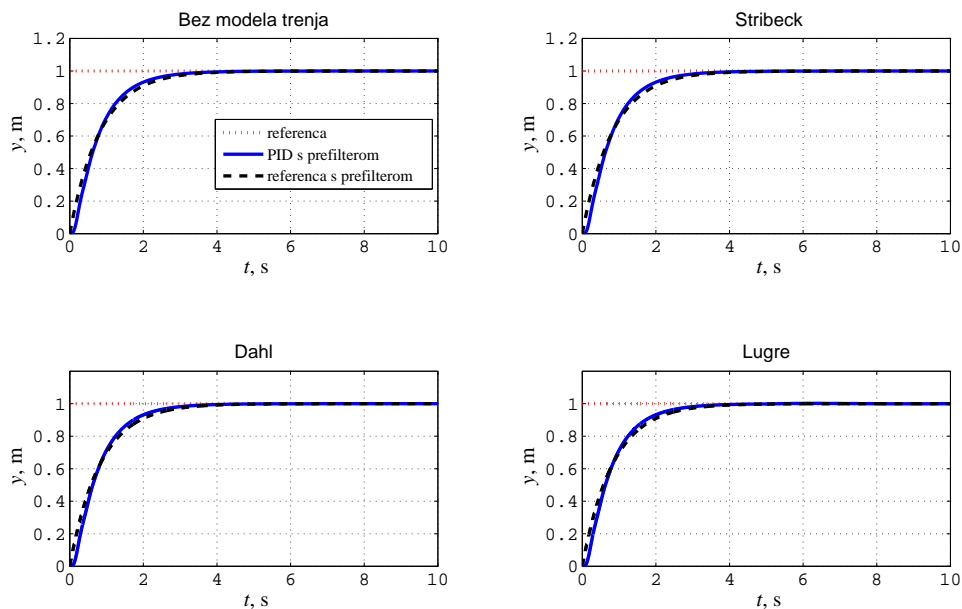 Bez modela trenja
1.2
1
0.8
0.6
0.4
0.2
0
y, m
referenca
PID s prefilterom
referenca s prefilterom
0 2 4 6 8 10
t, s
Stribeck
1.2
1
0.8
0.6
0.4
0.2
0
y, m
0 2 4 6 8 10
t, s
Dahl
1
0.8
0.6
0.4
0.2
0
y, m
0 2 4 6 8 10
t, s
Lugre
1
0.8
0.6
0.4
0.2
0
y, m
0 2 4 6 8 10
t, s